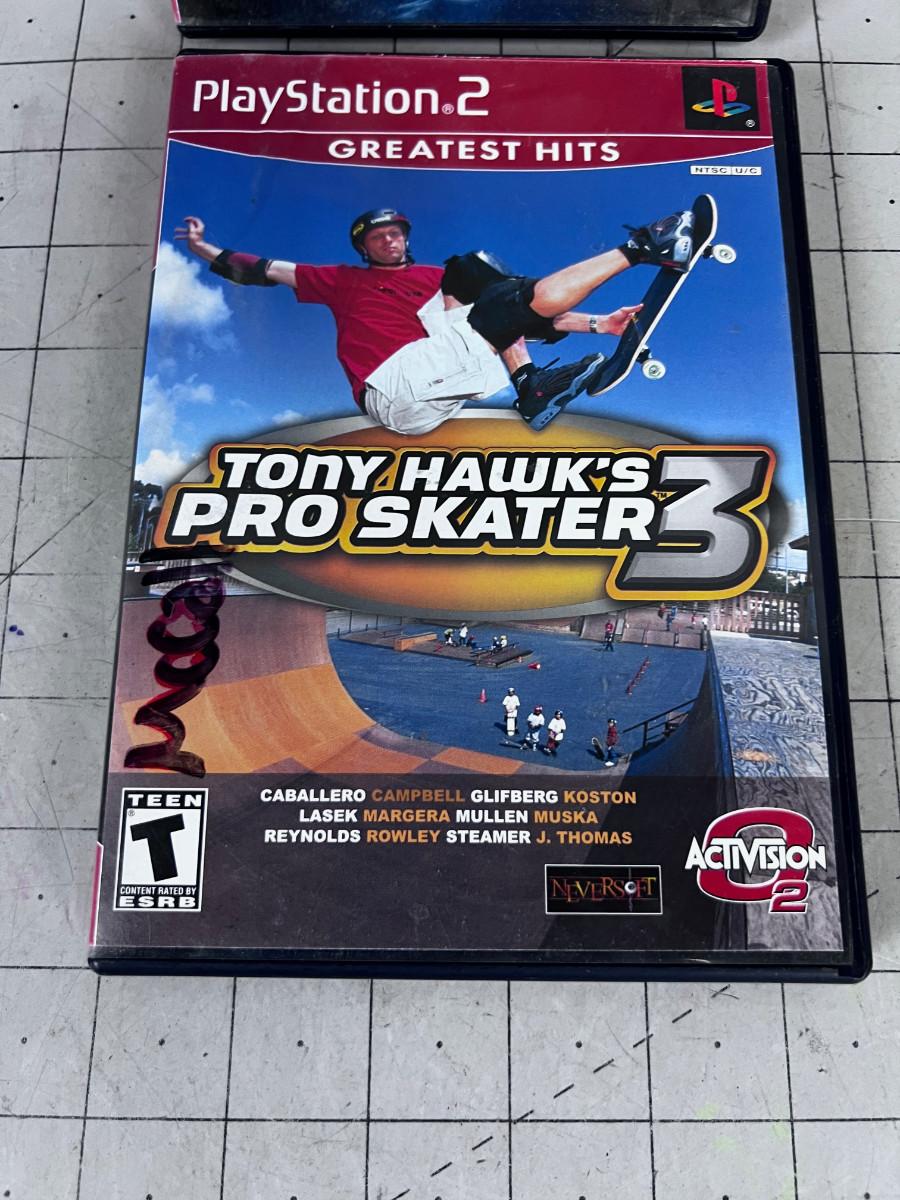 PlayStation®2
®
GREATEST HITS
NTSC U/C
TONY HAWK'S
PRO SKATER 3™
TEEN
®
T
CONTENT RATED BY
ESRB
CABALLERO CAMPBELL GLIFBERG KOSTON
LASEK MARGERA MULLEN MUSKA
REYNOLDS ROWLEY STEAMER J. THOMAS
NEVERSOFT
ACTIVISION
O2